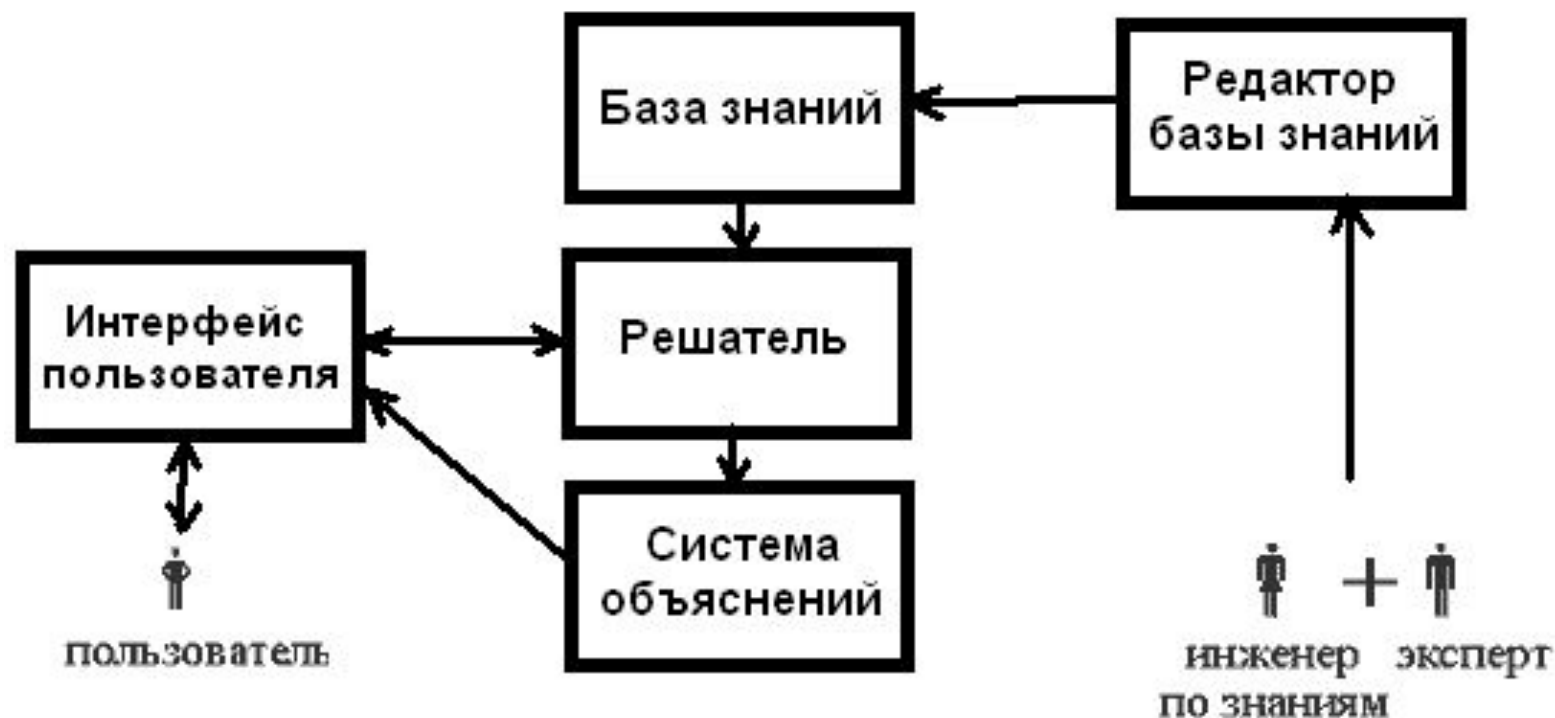 База знаний
Редактор
базы знаний
Интерфейс
пользователя
Решатель
Система
объяснений
пользователь
инженер
по знаниям
эксперт